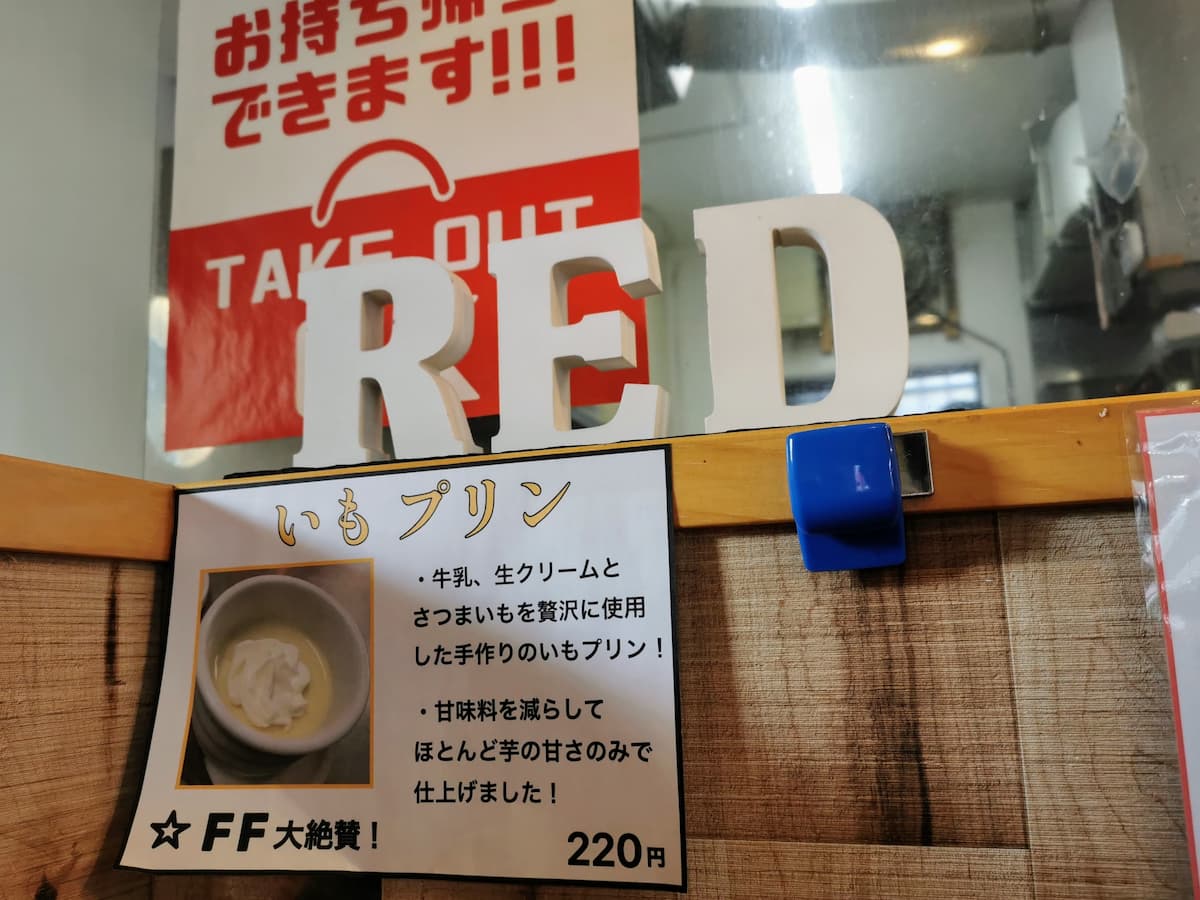 お持ち帰り
できます!!!
TAKE OUT
OK
RED
いもプリン
・牛乳、生クリームと
さつまいもを贅沢に使用
した手作りのいもプリン！
・甘味料を減らして
ほとんど芋の甘さのみで
仕上げました！
☆FF大絶賛！
220円